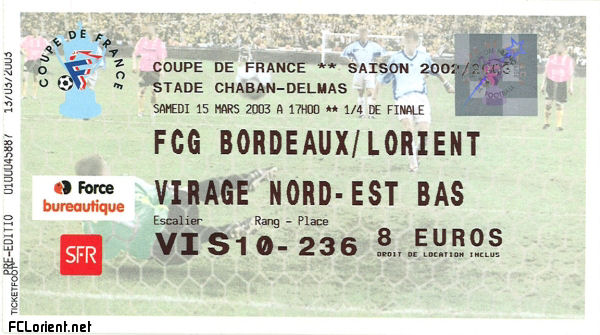 COUPE DE FRANCE
COUPE DE FRANCE ** SAISON 2002/2003
STADE CHABAN-DELMAS
SAMEDI 15 MARS 2003 A 17H00 ** 1/4 DE FINALE
FCG BORDEAUX/LORIENT
VIRAGE NORD-EST BAS
Escalier Rang - Place
VIS10-236 8 EUROS
DROIT DE LOCATION INCLUS
Force
bureautique
SFR
13/03/2003
0100045887
PRE-EDITIO
TICKETFOOT
FOOTBALL
FCLorient.net